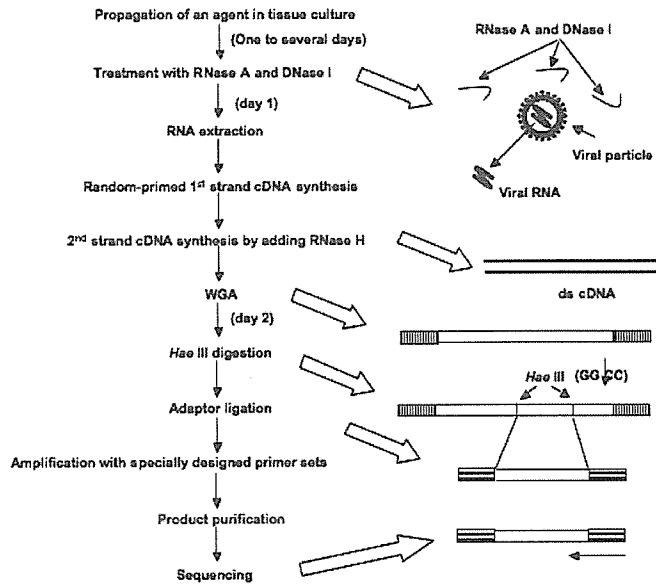 Propagation of an agent in tissue culture
(One to several days)
Treatment with RNase A and DNase I
(day 1)
RNA extraction
Random-primed 1st strand cDNA synthesis
2nd strand cDNA synthesis by adding RNase H
WGA
(day 2)
Hae III digestion
Adaptor ligation
Amplification with specially designed primer sets
Product purification
Sequencing
RNase A and DNase I
Viral particle
Viral RNA
ds cDNA
Hae III (GG CC)